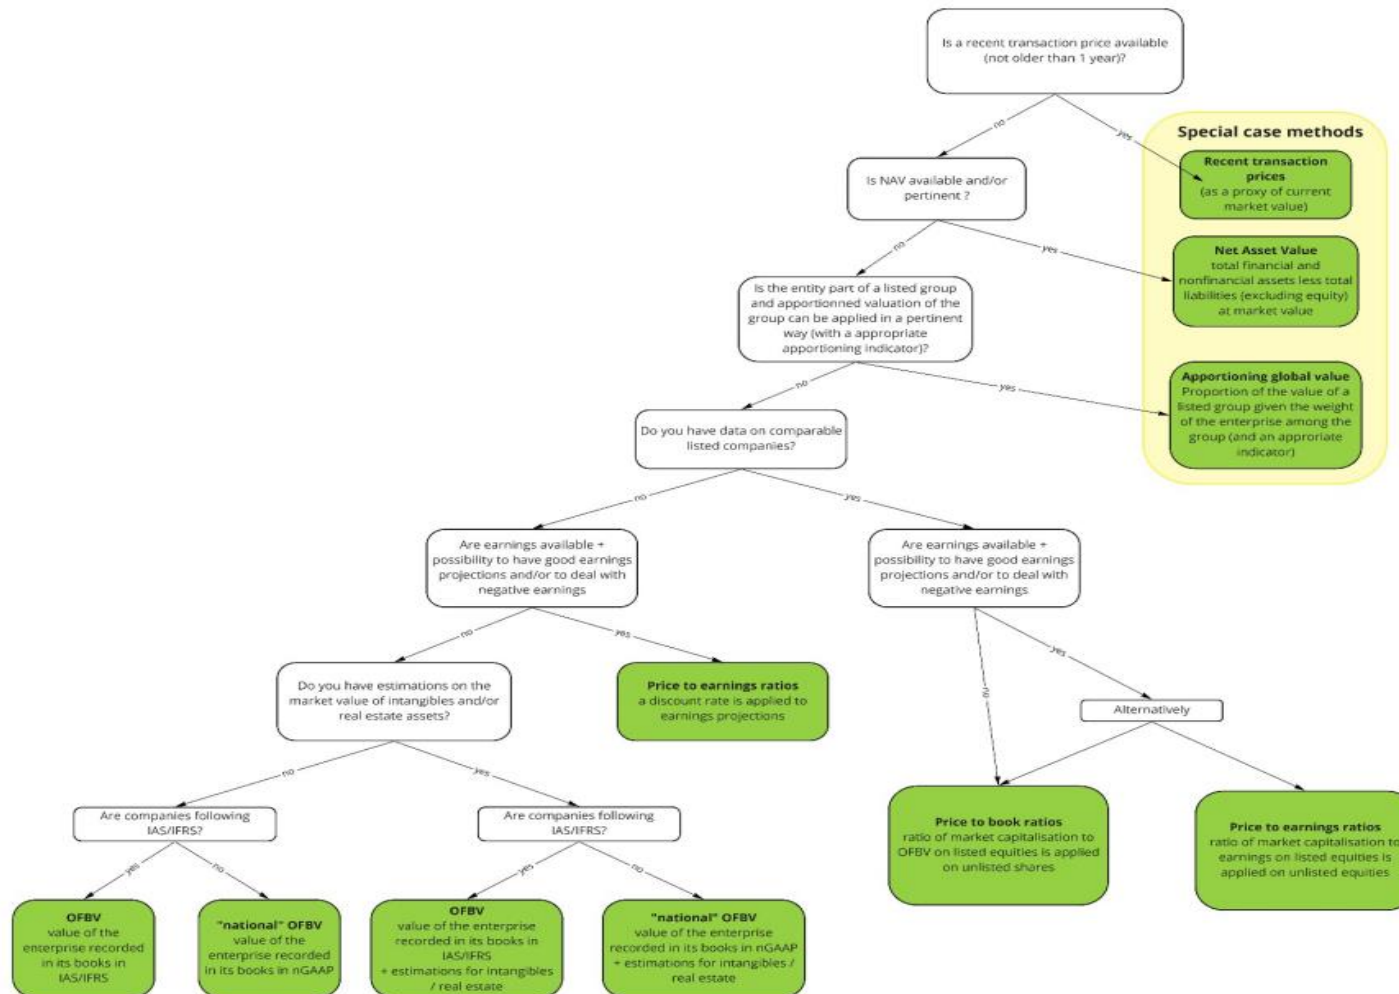 Is a recent transaction price available
(not older than 1 year)?
no
yes
Special case methods
Recent transaction
prices
(as a proxy of current
market value)
Is NAV available and/or
pertinent ?
no
yes
Net Asset Value
total financial and
nonfinancial assets less total
liabilities (excluding equity)
at market value
Is the entity part of a listed group
and apportionned valuation of the
group can be applied in a pertinent
way (with a appropriate
apportioning indicator)?
no
yes
Apportioning global value
Proportion of the value of a
listed group given the weight
of the enterprise among the
group (and an approriate
indicator)
Do you have data on comparable
listed companies?
no
yes
Are earnings available +
possibility to have good earnings
projections and/or to deal with
negative earnings
Are earnings available +
possibility to have good earnings
projections and/or to deal with
negative earnings
no
yes
no
yes
Do you have estimations on the
market value of intangibles and/or
real estate assets?
Price to earnings ratios
a discount rate is applied to
earnings projections
Alternatively
no
yes
Are companies following
IAS/IFRS?
Are companies following
IAS/IFRS?
Price to book ratios
ratio of market capitalisation to
OFBV on listed equities is applied
on unlisted shares
Price to earnings ratios
ratio of market capitalisation to
earnings on listed equities is
applied on unlisted equities
yes
no
yes
no
OFBV
value of the
enterprise recorded
in its books in
IAS/IFRS
"national" OFBV
value of the
enterprise recorded
in its books in nGAAP
OFBV
value of the enterprise
recorded in its books in
IAS/IFRS
+ estimations for intangibles
/ real estate
"national" OFBV
value of the enterprise
recorded in its books in nGAAP
+ estimations for intangibles /
real estate